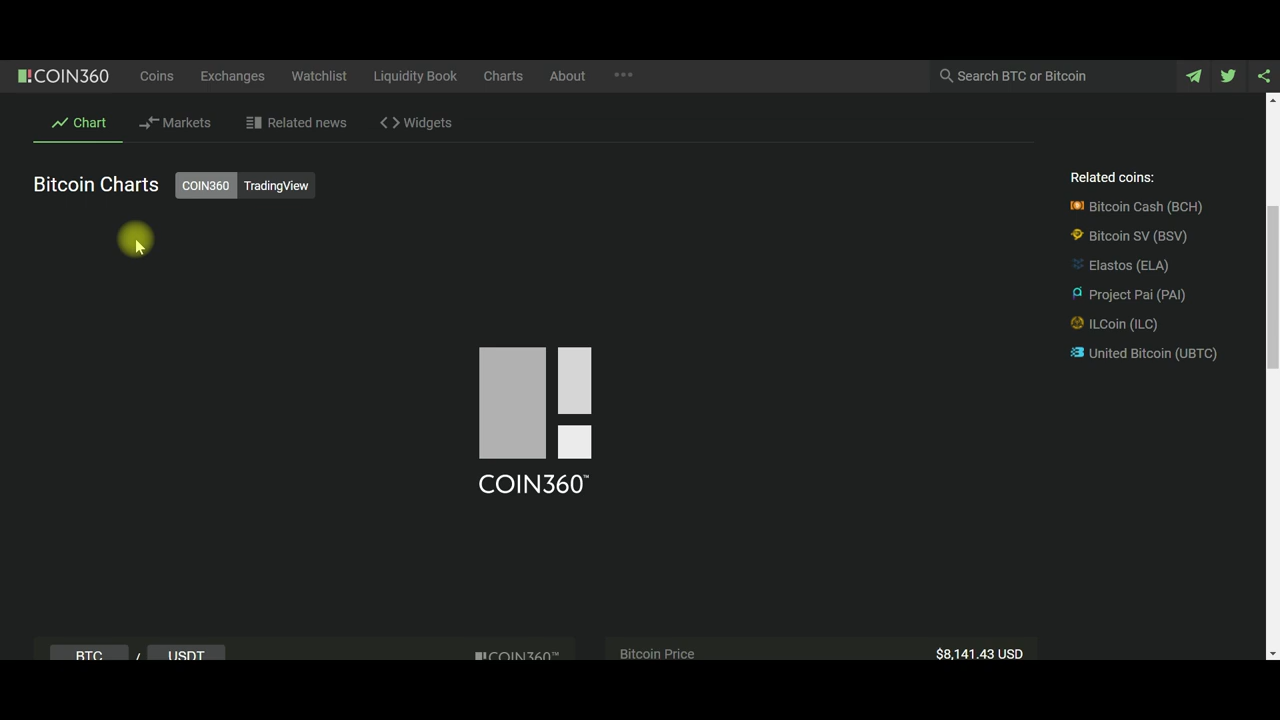 COIN360 Coins Exchanges Watchlist Liquidity Book Charts About ••• Search BTC or Bitcoin
Chart Markets Related news Widgets
Bitcoin Charts COIN360 TradingView
Related coins:
Bitcoin Cash (BCH)
Bitcoin SV (BSV)
Elastos (ELA)
Project Pai (PAI)
ILCoin (ILC)
United Bitcoin (UBTC)
COIN360™
BTC / USDT COIN360™ Bitcoin Price $8,141.43 USD